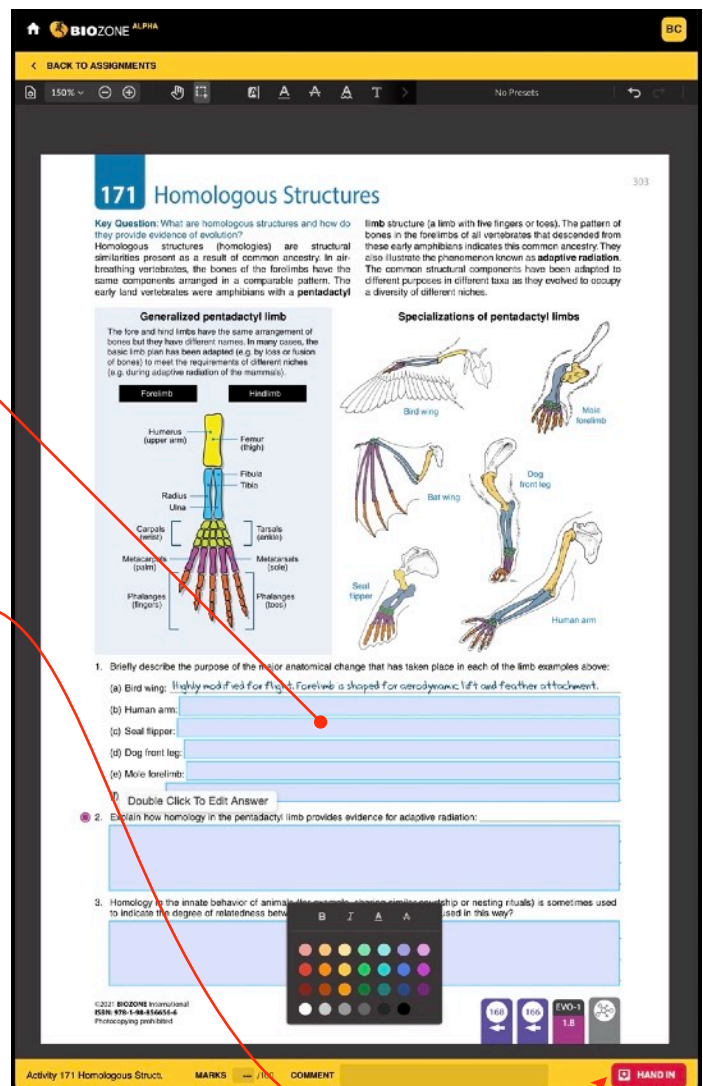 BIOZONE ALPHA
BC
< BACK TO ASSIGNMENTS
150%
A A A T > No Presets
303
171 Homologous Structures
Key Question: What are homologous structures and how do
they provide evidence of evolution?
Homologous structures (homologies) are structural
similarities present as a result of common ancestry. In air-
breathing vertebrates, the bones of the forelimbs have the
same components arranged in a comparable pattern. The
early land vertebrates were amphibians with a pentadactyl
limb structure (a limb with five fingers or toes). The pattern of
bones in the forelimbs of all vertebrates that descended from
these early amphibians indicates this common ancestry. They
also illustrate the phenomenon known as adaptive radiation.
The common structural components have been adapted to
different purposes in different taxa as they evolved to occupy
a diversity of different niches.
Generalized pentadactyl limb
The fore and hind limbs have the same arrangement of
bones but they have different names. In many cases, the
basic limb plan has been adapted (e.g. by loss or fusion
of bones) to meet the requirements of different niches
(e.g. during adaptive radiation of the mammals).
Forelimb Hindlimb
Humerus
(upper arm)
Femur
(thigh)
Fibula
Tibia
Radius
Ulna
Carpals
(wrist)
Tarsals
(ankle)
Metacarpals
(palm)
Metatarsals
(sole)
Phalanges
(fingers)
Phalanges
(toes)
Specializations of pentadactyl limbs
Bird wing
Mole
forelimb
Bat wing
Dog
front leg
Seal
flipper
Human arm
1. Briefly describe the purpose of the major anatomical change that has taken place in each of the limb examples above:
(a) Bird wing: Highly modified for flight. Forelimb is shaped for aerodynamic lift and feather attachment.
(b) Human arm:
(c) Seal flipper:
(d) Dog front leg:
(e) Mole forelimb:
(f)
Double Click To Edit Answer
2. Explain how homology in the pentadactyl limb provides evidence for adaptive radiation:
3. Homology in the innate behavior of animals ship or nesting rituals) is sometimes used
to indicate the degree of relatedness used in this way?
B I A A
©2021 BIOZONE International
ISBN: 978-1-98-856656-6
Photocopying prohibited
168 166 EVO-1
1.B
Activity 171 Homologous Struct. MARKS — /100 COMMENT HAND IN